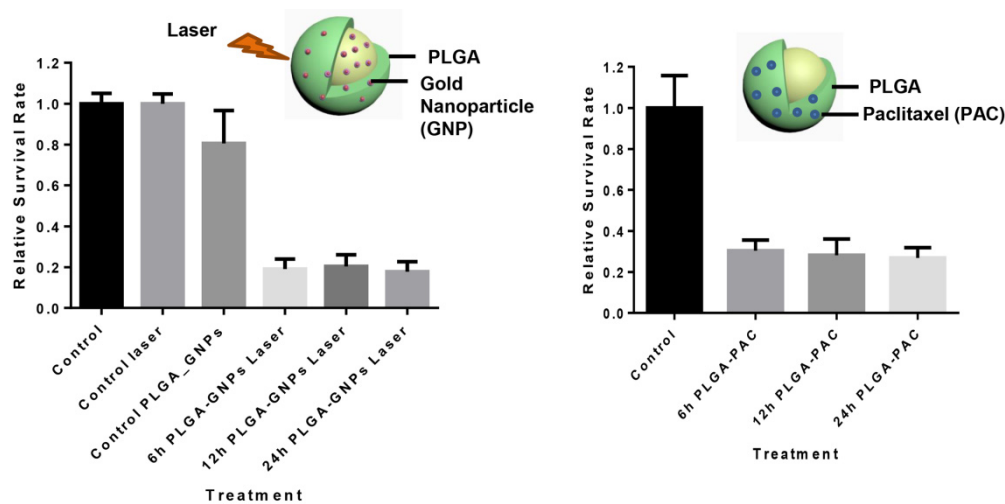 Laser
PLGA
Gold
Nanoparticle
(GNP)
Relative Survival Rate
1.2
1.0
0.8
0.6
0.4
0.2
0.0
Control
Control laser
Control PLGA_GNPs
6h PLGA-GNPs Laser
12h PLGA-GNPs Laser
24h PLGA-GNPs Laser
Treatment
PLGA
Paclitaxel (PAC)
Relative Survival Rate
1.2
1.0
0.8
0.6
0.4
0.2
0.0
Control
6h PLGA-PAC
12h PLGA-PAC
24h PLGA-PAC
Treatment